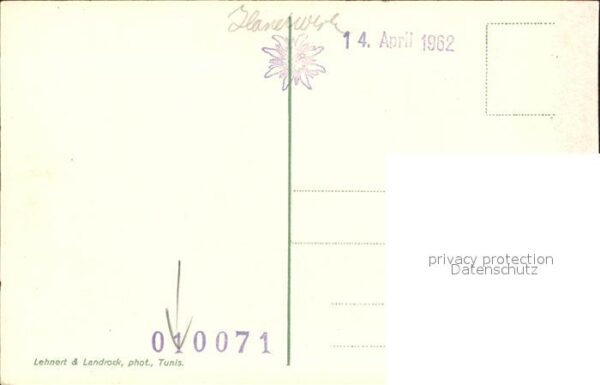 14. April 1962
privacy protection
Datenschutz
010071
Lehnert & Landrock, phot., Tunis.